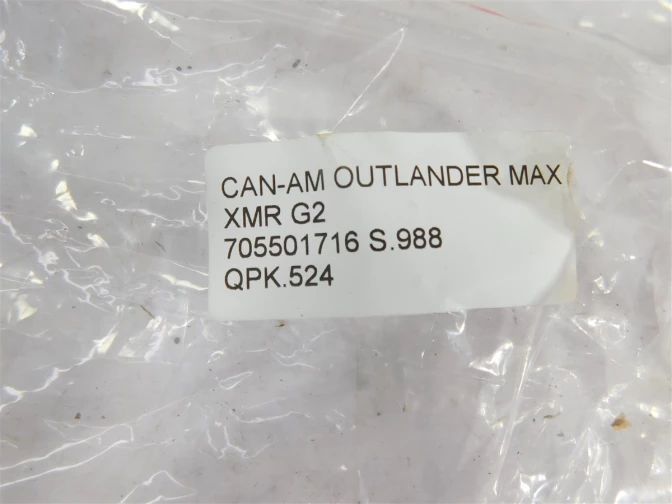 CAN-AM OUTLANDER MAX
XMR G2
705501716 S.988
QPK.524